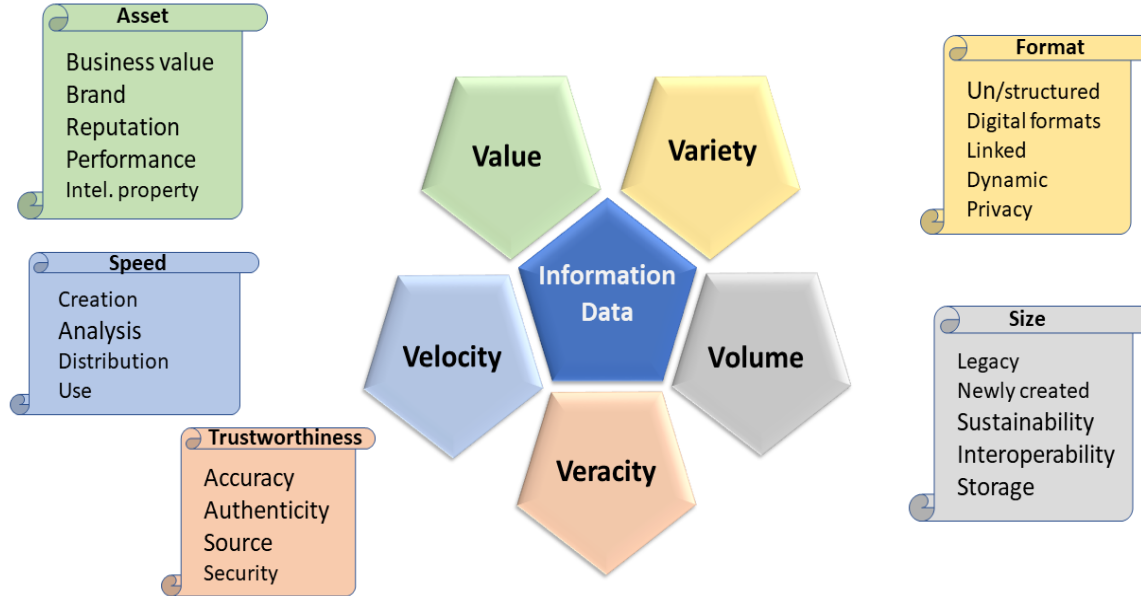 Asset
Business value
Brand
Reputation
Performance
Intel. property
Speed
Creation
Analysis
Distribution
Use
Trustworthiness
Accuracy
Authenticity
Source
Security
Value
Variety
Information
Data
Velocity
Volume
Veracity
Format
Un/structured
Digital formats
Linked
Dynamic
Privacy
Size
Legacy
Newly created
Sustainability
Interoperability
Storage